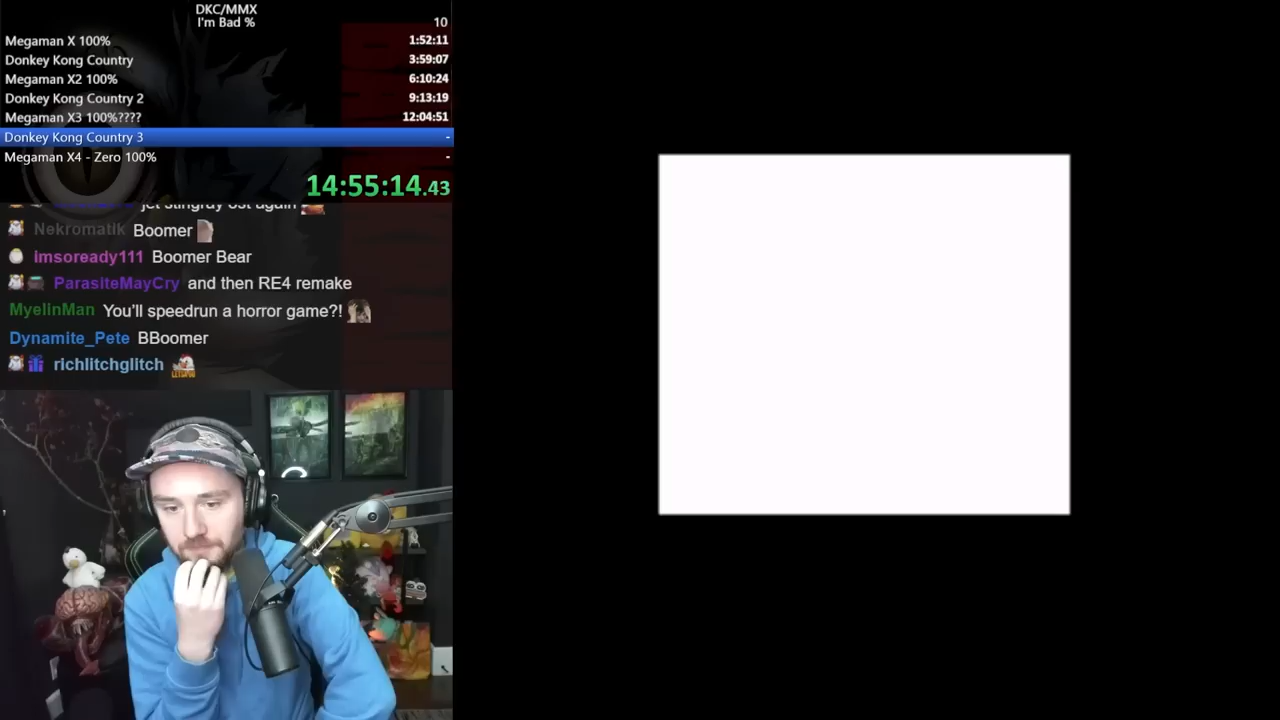 DKC/MMX
I'm Bad %
10
Megaman X 100% 1:52:11
Donkey Kong Country 3:59:07
Megaman X2 100% 6:10:24
Donkey Kong Country 2 9:13:19
Megaman X3 100%???? 12:04:51
Donkey Kong Country 3 -
Megaman X4 - Zero 100% -
14:55:14.43
jet stingray ost again
Nekromatik Boomer
imsoready111 Boomer Bear
ParasiteMayCry and then RE4 remake
MyelinMan You'll speedrun a horror game?!
Dynamite_Pete BBoomer
richlitchglitch